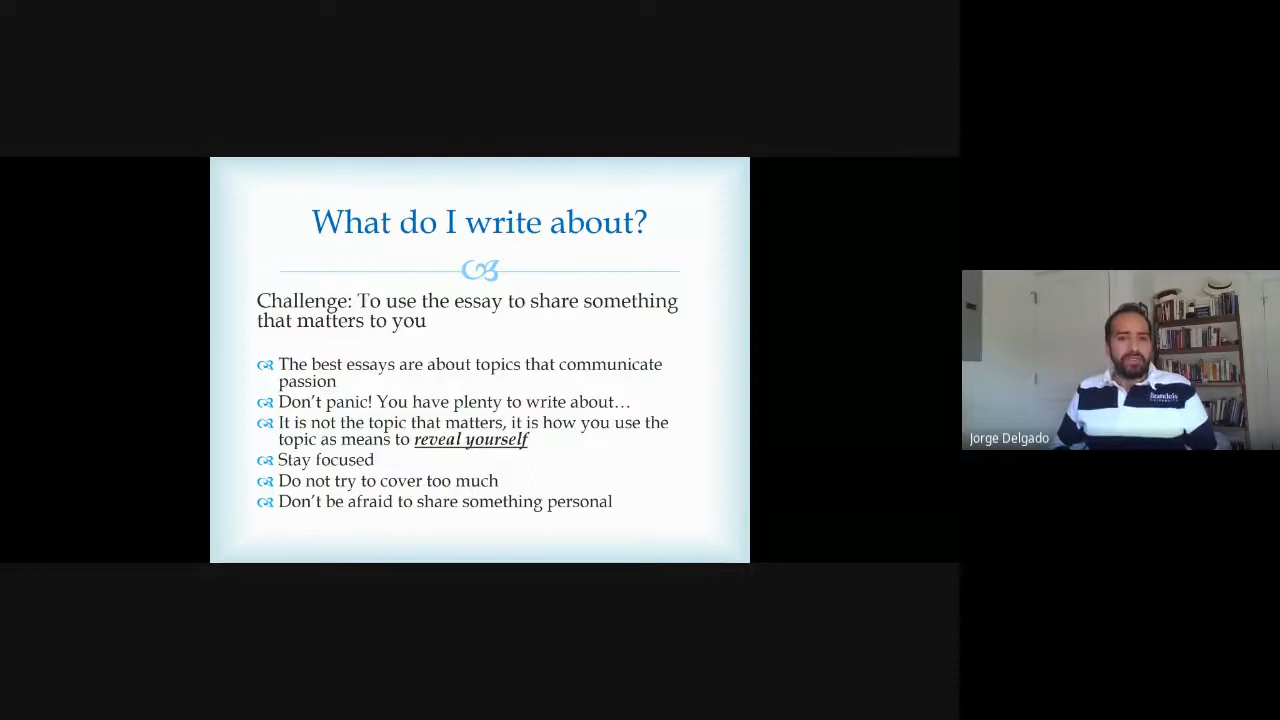 What do I write about?
Challenge: To use the essay to share something
that matters to you
The best essays are about topics that communicate
passion
Don't panic! You have plenty to write about…
It is not the topic that matters, it is how you use the
topic as means to reveal yourself
Stay focused
Do not try to cover too much
Don't be afraid to share something personal
Brandeis
UNIVERSITY
Jorge Delgado